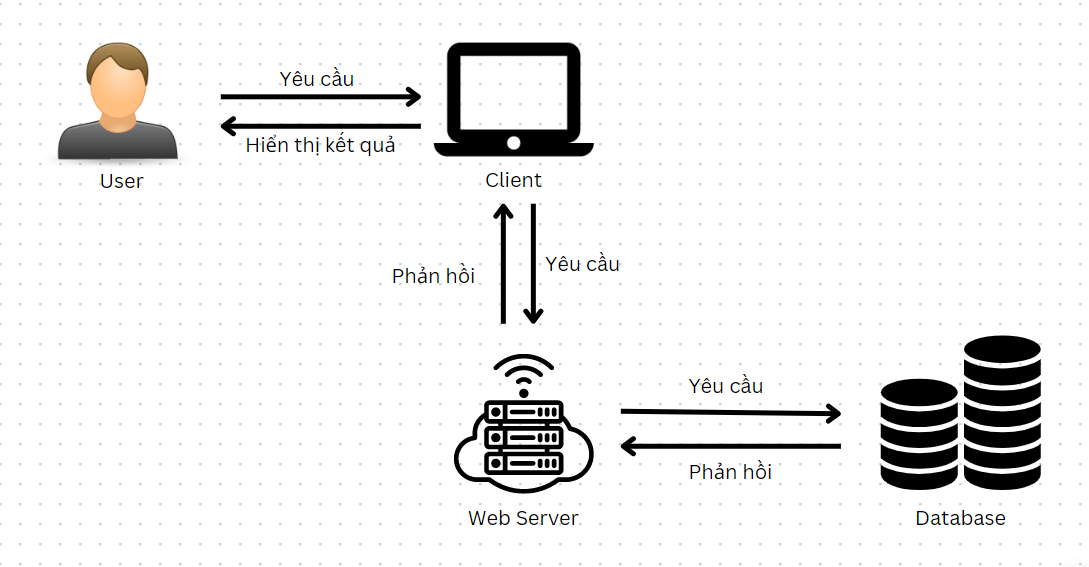 Yêu cầu
Hiển thị kết quả
User
Client
Phản hồi
Yêu cầu
Yêu cầu
Phản hồi
Web Server
Database